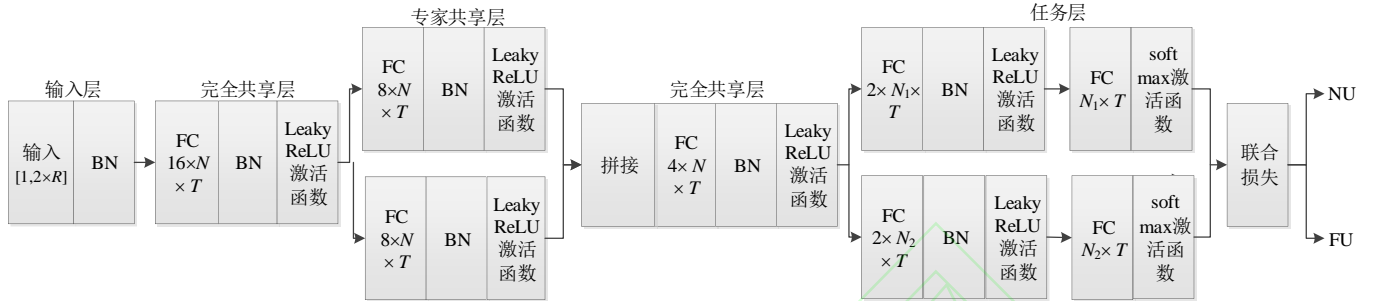 输入层
输入
[1,2×R]
BN
完全共享层
FC
16×N
× T
BN
Leaky
ReLU
激活
函数
专家共享层
FC
8×N
× T
BN
Leaky
ReLU
激活
函数
FC
8×N
× T
BN
Leaky
ReLU
激活
函数
完全共享层
拼接
FC
4× N
× T
BN
Leaky
ReLU
激活
函数
任务层
FC
2× N₁×
T
BN
Leaky
ReLU
激活
函数
FC
N₁× T
soft
max激
活函
数
FC
2× N₂
× T
BN
Leaky
ReLU
激活
函数
FC
N₂× T
soft
max激
活函
数
联合
损失
NU
FU